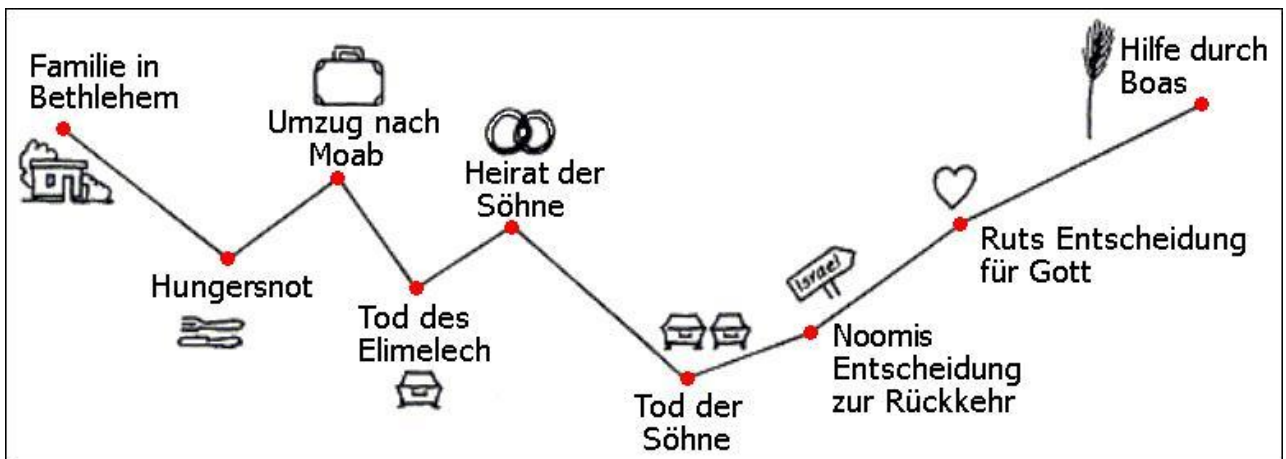 Familie in
Bethlehem
Hungersnot
Umzug nach
Moab
Tod des
Elimelech
Heirat der
Söhne
Tod der
Söhne
Israel
Noomis
Entscheidung
zur Rückkehr
Ruts Entscheidung
für Gott
Hilfe durch
Boas